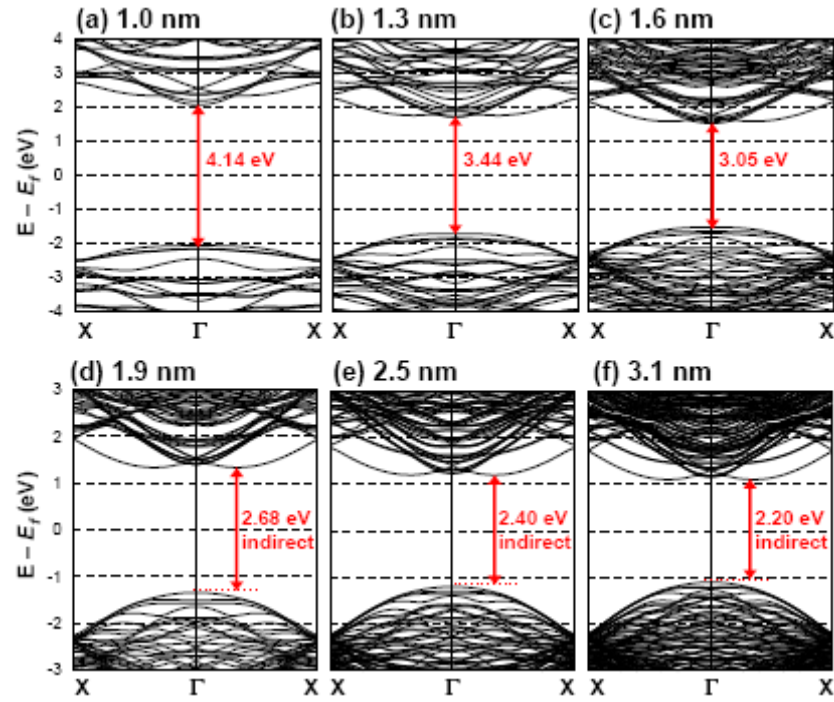 (a) 1.0 nm (b) 1.3 nm (c) 1.6 nm
4
3
2
1
0
-1
-2
-3
-4
E − E_f (eV)
4.14 eV 3.44 eV 3.05 eV
X Γ X X Γ X X Γ X
(d) 1.9 nm (e) 2.5 nm (f) 3.1 nm
3
2
1
0
-1
-2
-3
E − E_f (eV)
2.68 eV 2.40 eV 2.20 eV
indirect indirect indirect
X Γ X X Γ X X Γ X